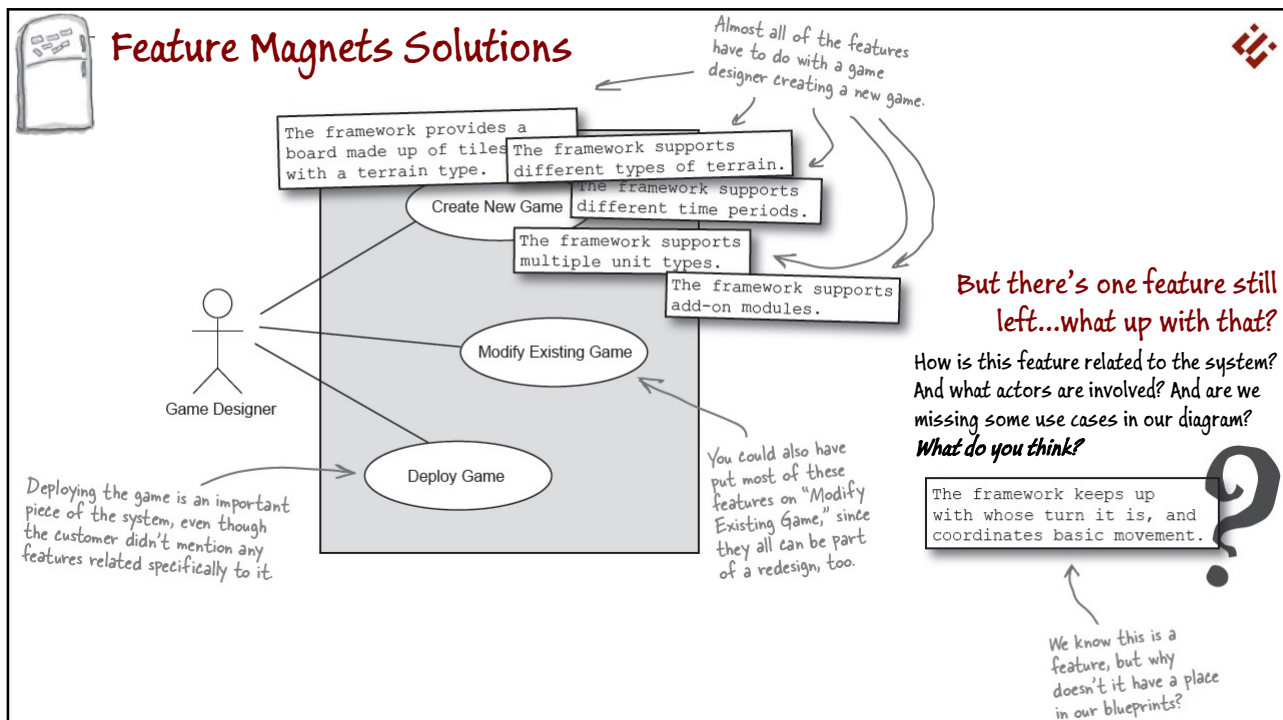 Feature Magnets Solutions
Almost all of the features
have to do with a game
designer creating a new game.
The framework provides a
board made up of tiles
with a terrain type.
The framework supports
different types of terrain.
The framework supports
different time periods.
Create New Game
The framework supports
multiple unit types.
The framework supports
add-on modules.
Game Designer
Modify Existing Game
Deploy Game
Deploying the game is an important
piece of the system, even though
the customer didn't mention any
features related specifically to it.
You could also have
put most of these
features on "Modify
Existing Game," since
they all can be part
of a redesign, too.
But there's one feature still
left...what up with that?
How is this feature related to the system?
And what actors are involved? And are we
missing some use cases in our diagram?
What do you think?
The framework keeps up
with whose turn it is, and
coordinates basic movement.
?
We know this is a
feature, but why
doesn't it have a place
in our blueprints?